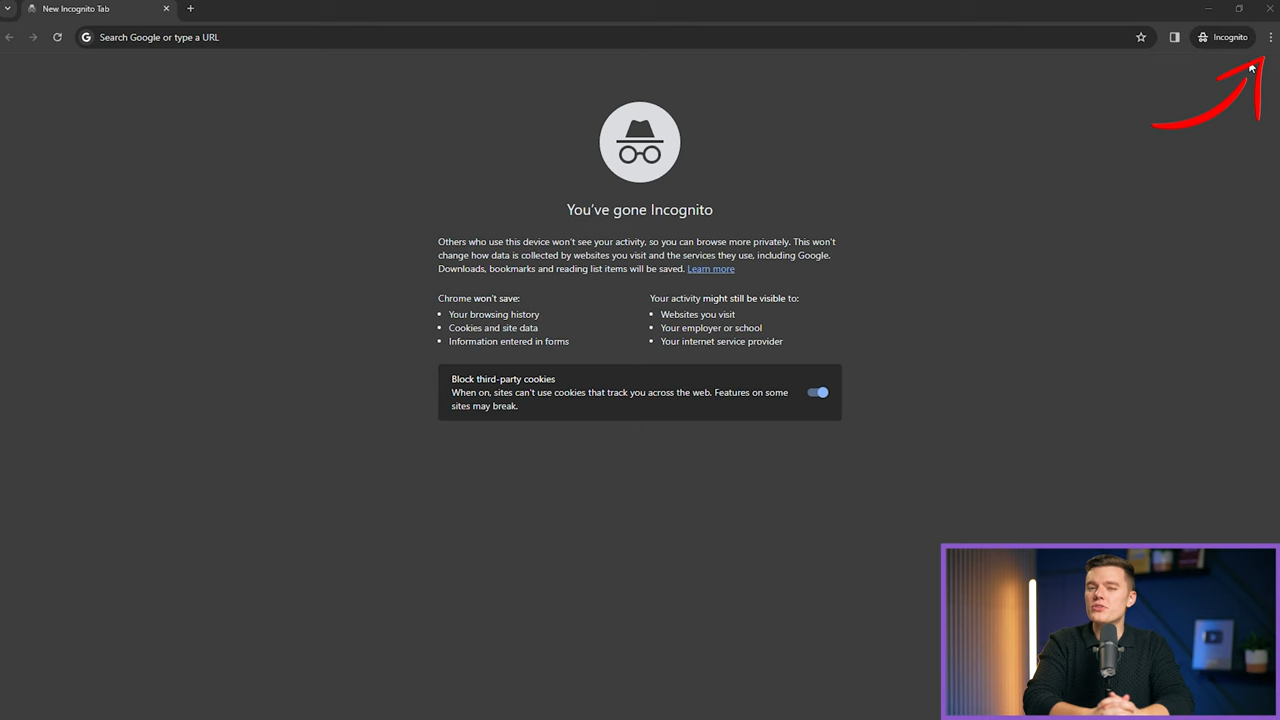 New Incognito Tab
Search Google or type a URL
Incognito
You've gone Incognito
Others who use this device won't see your activity, so you can browse more privately. This won't
change how data is collected by websites you visit and the services they use, including Google.
Downloads, bookmarks and reading list items will be saved. Learn more
Chrome won't save:
Your browsing history
Cookies and site data
Information entered in forms
Your activity might still be visible to:
Websites you visit
Your employer or school
Your internet service provider
Block third-party cookies
When on, sites can't use cookies that track you across the web. Features on some
sites may break.